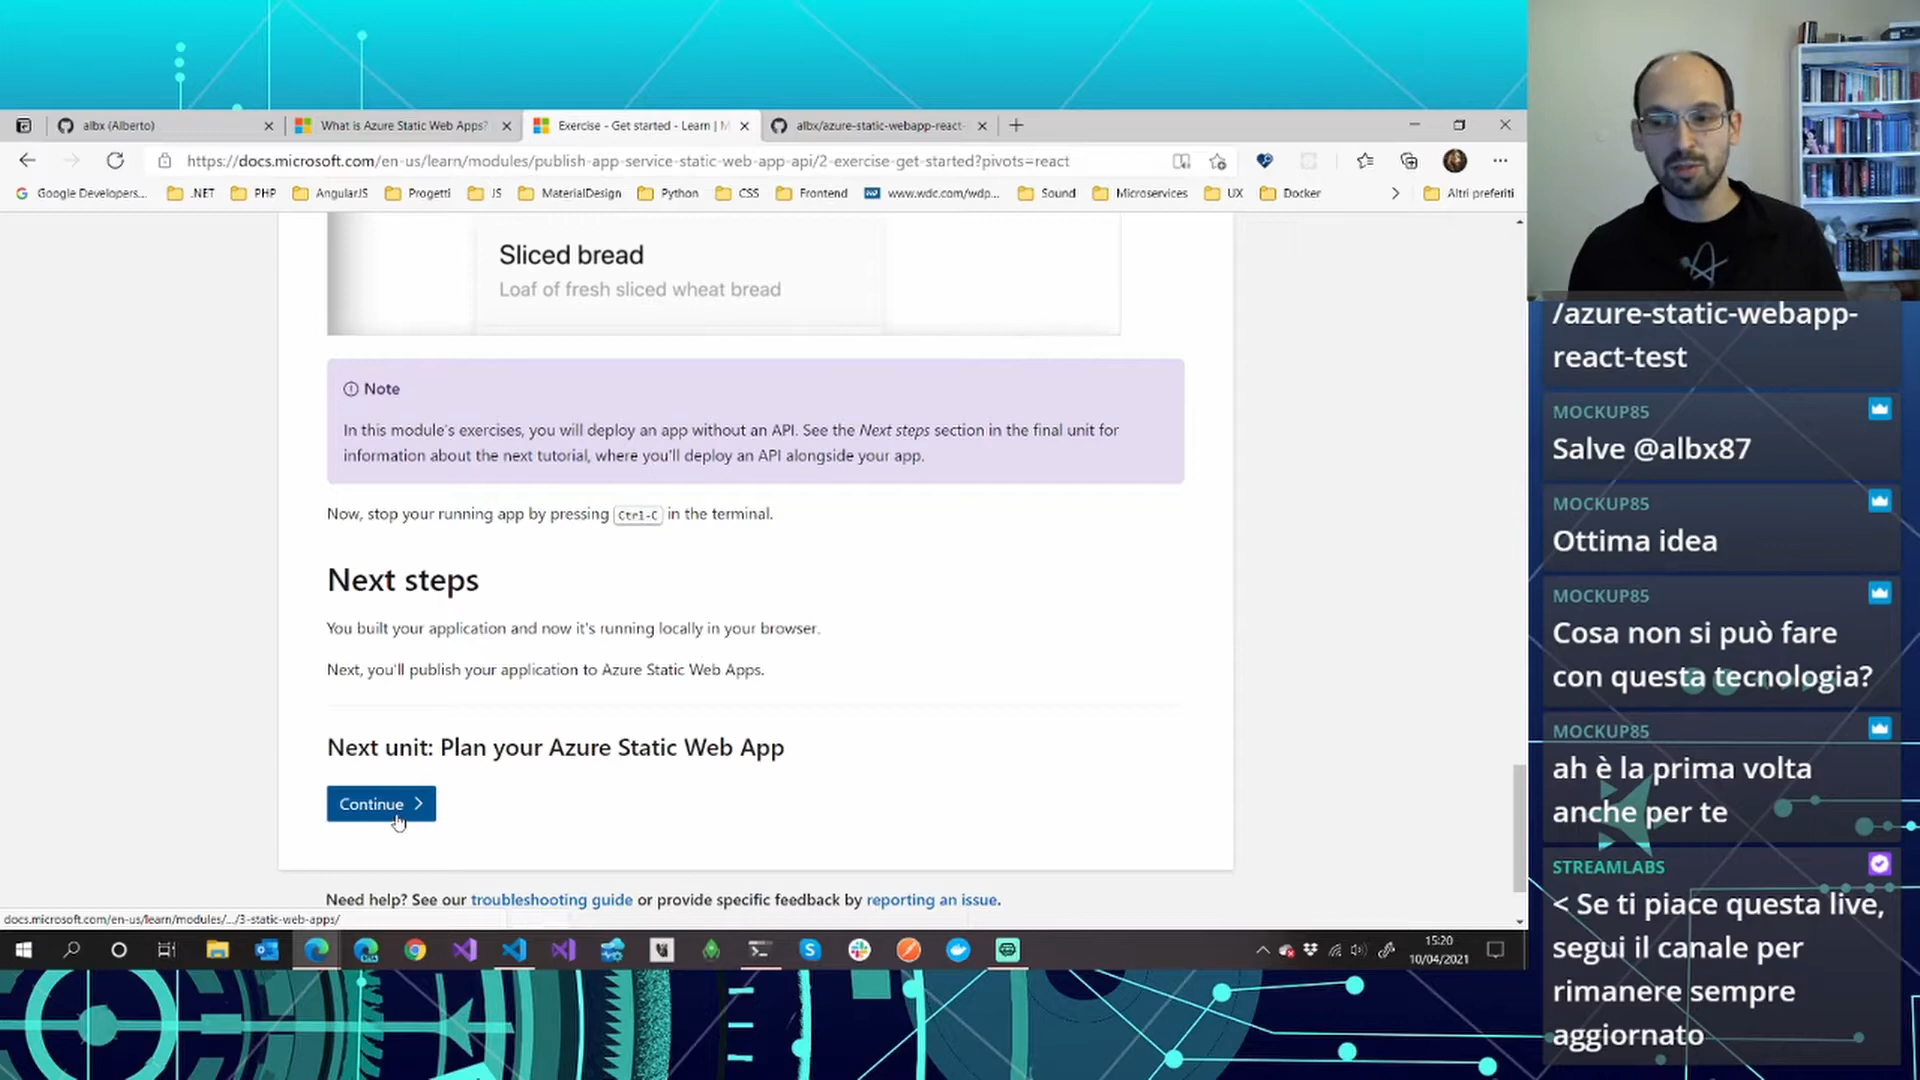 albx (Alberto)
What is Azure Static Web Apps?
Exercise - Get started - Learn | M
albx/azure-static-webapp-react-
https://docs.microsoft.com/en-us/learn/modules/publish-app-service-static-web-app-api/2-exercise-get-started?pivots=react
Google Developers...
.NET
PHP
AngularJS
Progetti
JS
MaterialDesign
Python
CSS
Frontend
www.wdc.com/wdp...
Sound
Microservices
UX
Docker
Altri preferiti
Sliced bread
Loaf of fresh sliced wheat bread
Note
In this module's exercises, you will deploy an app without an API. See the Next steps section in the final unit for
information about the next tutorial, where you'll deploy an API alongside your app.
Now, stop your running app by pressing Ctrl-C in the terminal.
Next steps
You built your application and now it's running locally in your browser.
Next, you'll publish your application to Azure Static Web Apps.
Next unit: Plan your Azure Static Web App
Continue
Need help? See our troubleshooting guide or provide specific feedback by reporting an issue.
docs.microsoft.com/en-us/learn/modules/.../3-static-web-apps/
15:20
10/04/2021
/azure-static-webapp-
react-test
MOCKUP85
Salve @albx87
MOCKUP85
Ottima idea
MOCKUP85
Cosa non si può fare
con questa tecnologia?
MOCKUP85
ah è la prima volta
anche per te
STREAMLABS
< Se ti piace questa live,
segui il canale per
rimanere sempre
aggiornato